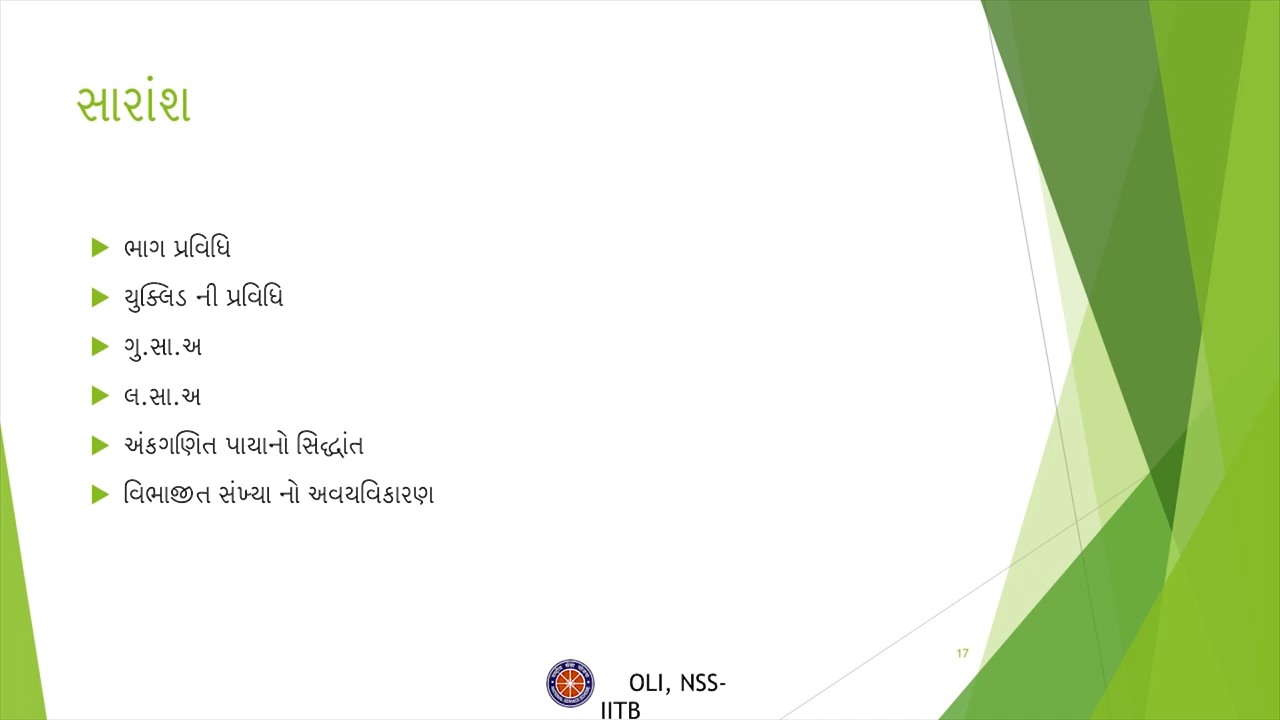 સારાંશ
ભાગ પ્રવિધિ
યુક્લિડ ની પ્રવિધિ
ગુ.સા.અ
લ.સા.અ
અંકગણિત પાયાનો સિદ્ધાંત
વિભાજીત સંખ્યા નો અવયવિકારણ
17
OLI, NSS-
IITB